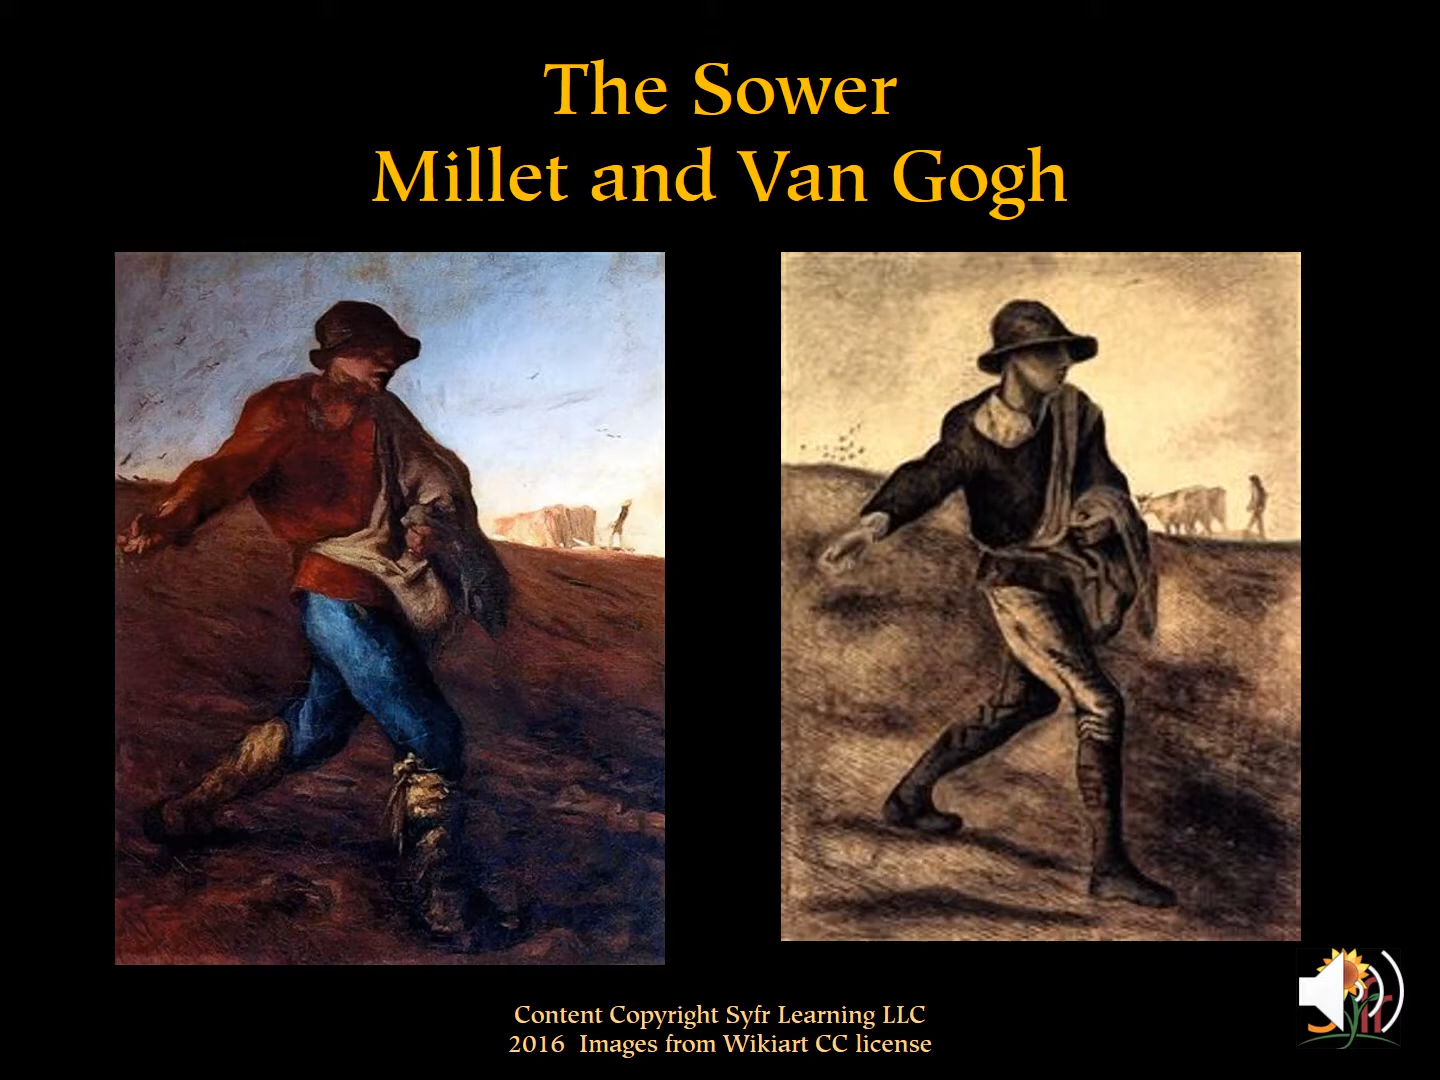 The Sower
Millet and Van Gogh
Content Copyright Syfr Learning LLC
2016  Images from Wikiart CC license